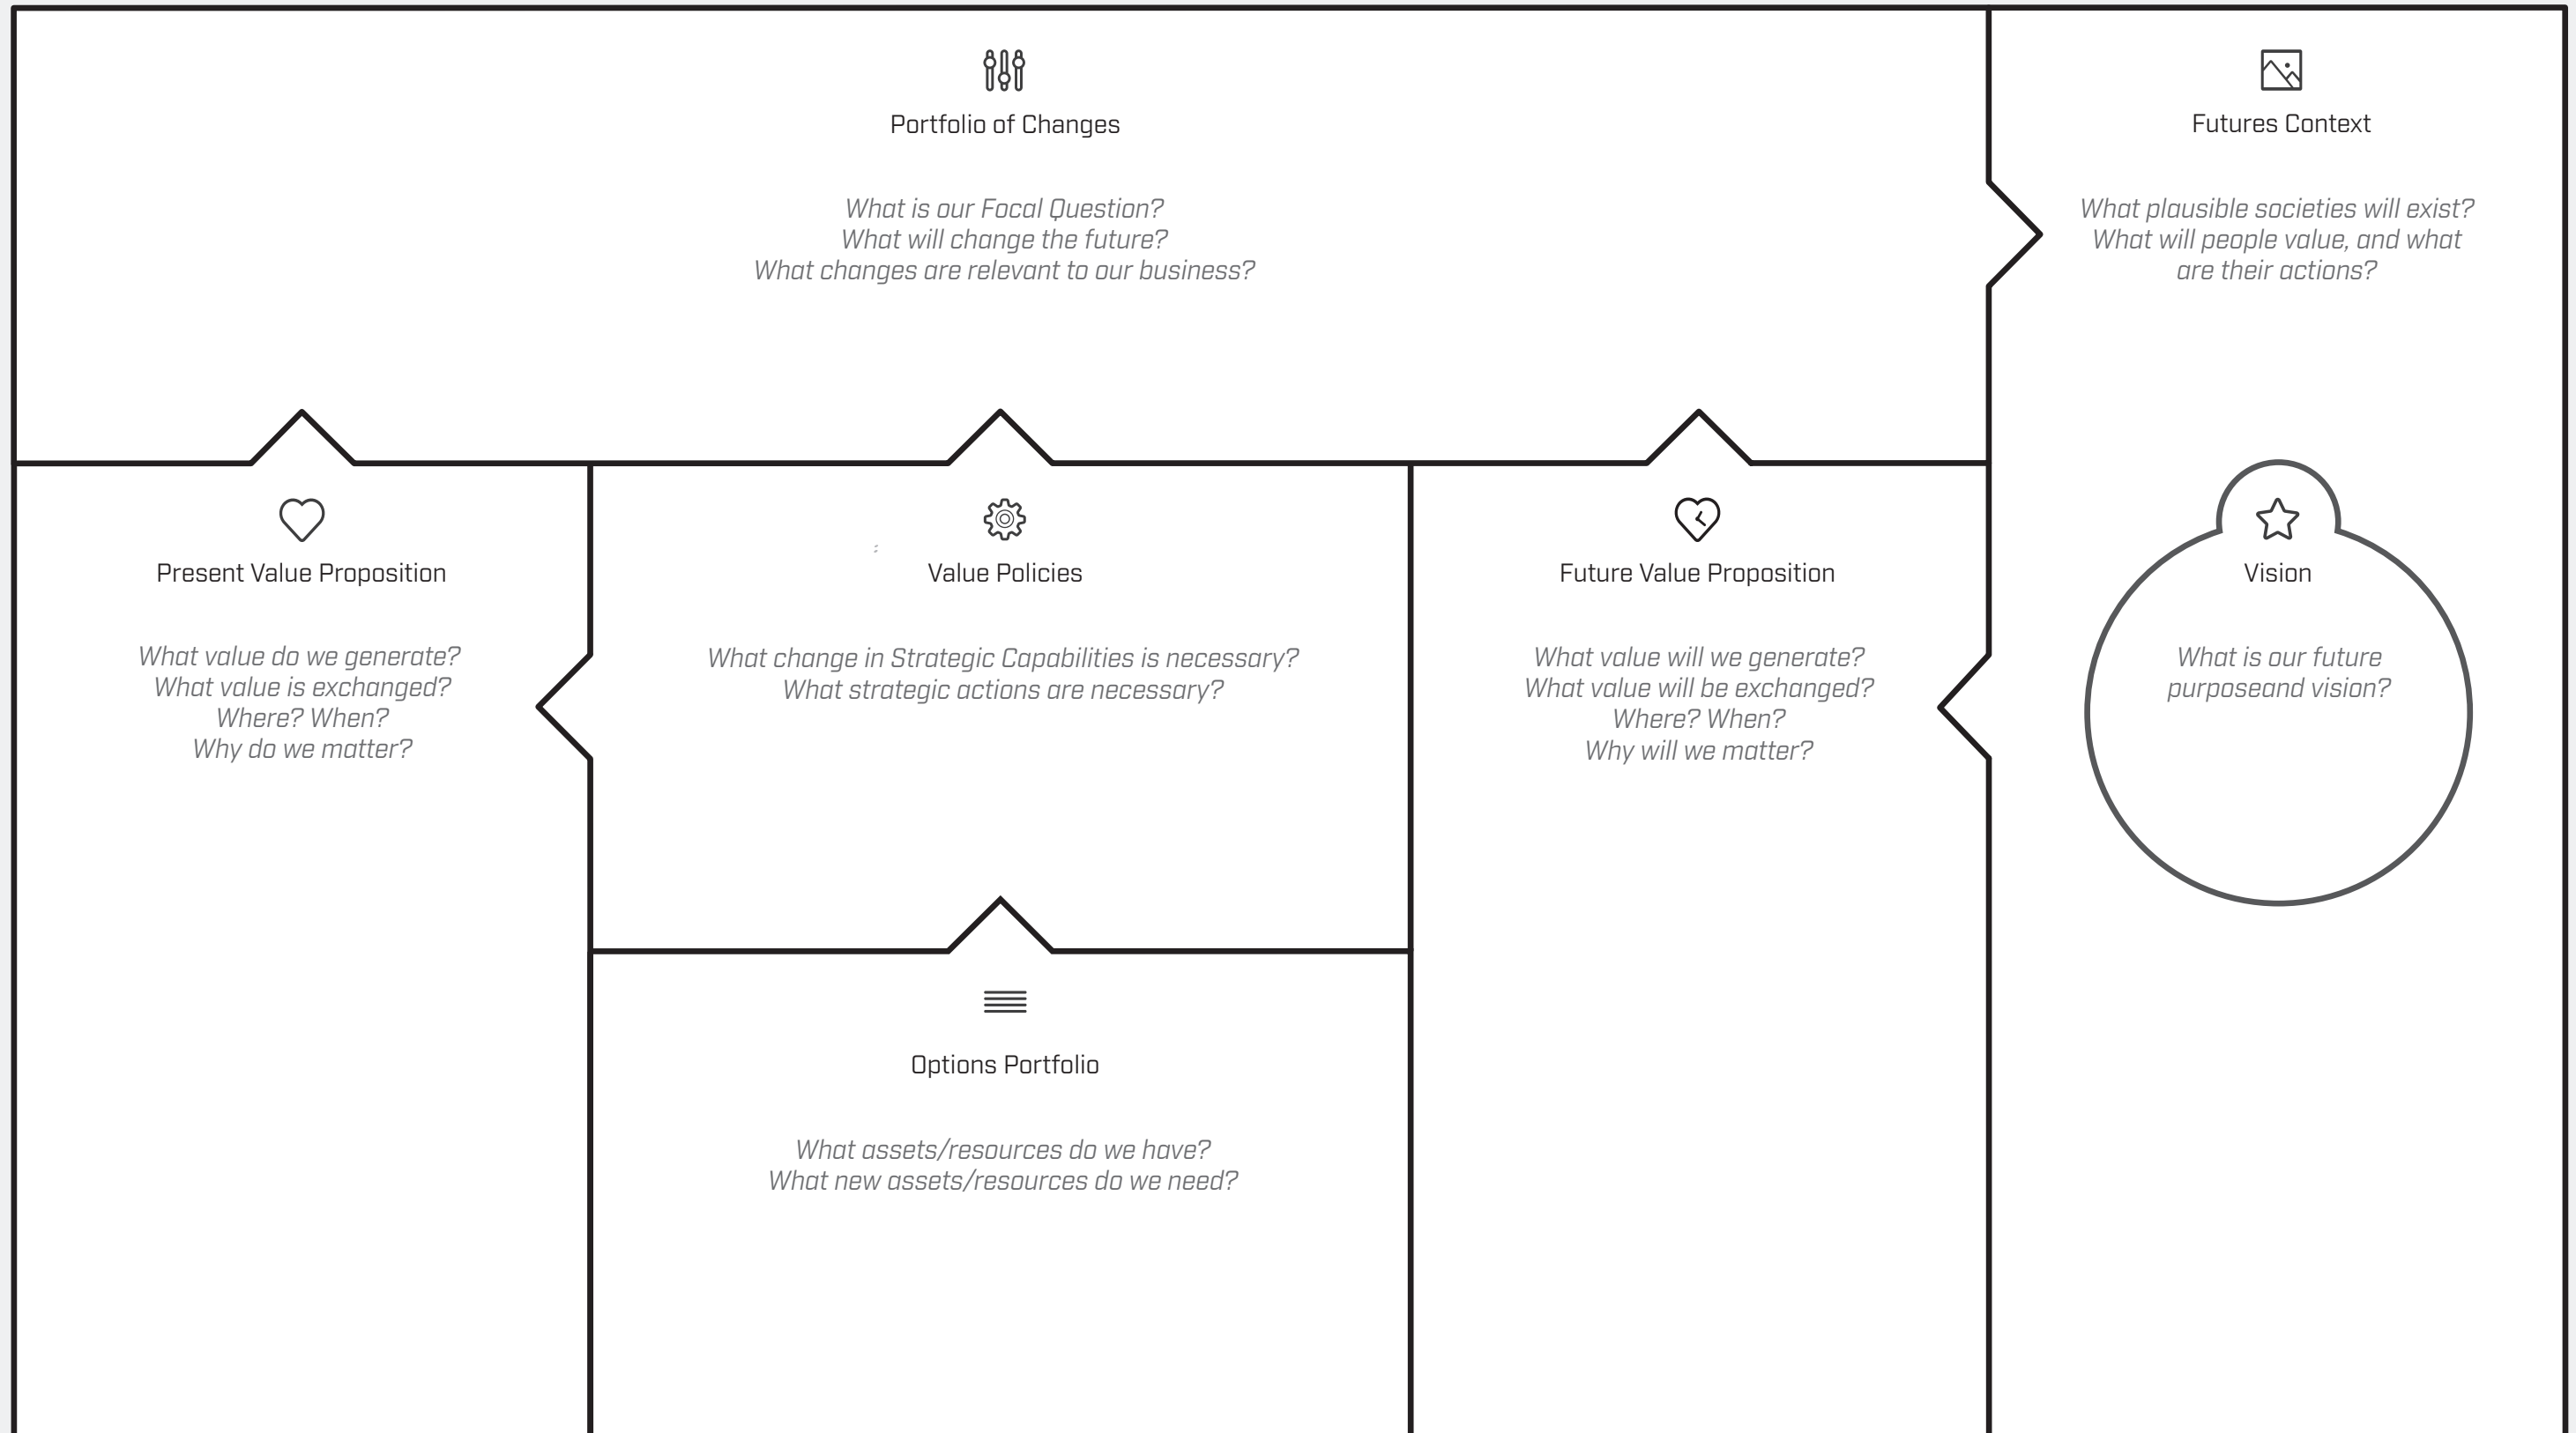 Portfolio of Changes
What is our Focal Question?
What will change the future?
What changes are relevant to our business?
Futures Context
What plausible societies will exist?
What will people value, and what
are their actions?
Present Value Proposition
What value do we generate?
What value is exchanged?
Where? When?
Why do we matter?
Value Policies
What change in Strategic Capabilities is necessary?
What strategic actions are necessary?
Future Value Proposition
What value will we generate?
What value will be exchanged?
Where? When?
Why will we matter?
Vision
What is our future
purposeand vision?
Options Portfolio
What assets/resources do we have?
What new assets/resources do we need?